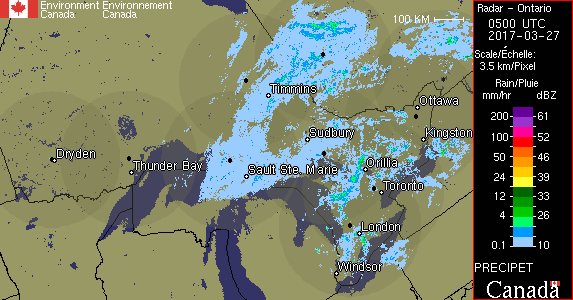 Environment Environnement
Canada Canada
100 KM
Radar - Ontario
0500 UTC
2017-03-27
Scale/Échelle:
3.5 km/Pixel
Rain/Pluie
mm/hr dBZ
200 61
100 52
50 46
24 39
12 33
4 26
0.1 10
PRECIPET
Canada
Timmins
Ottawa
Sudbury
Kingston
Dryden
Thunder Bay
Sault Ste. Marie
Orillia
Toronto
London
Windsor